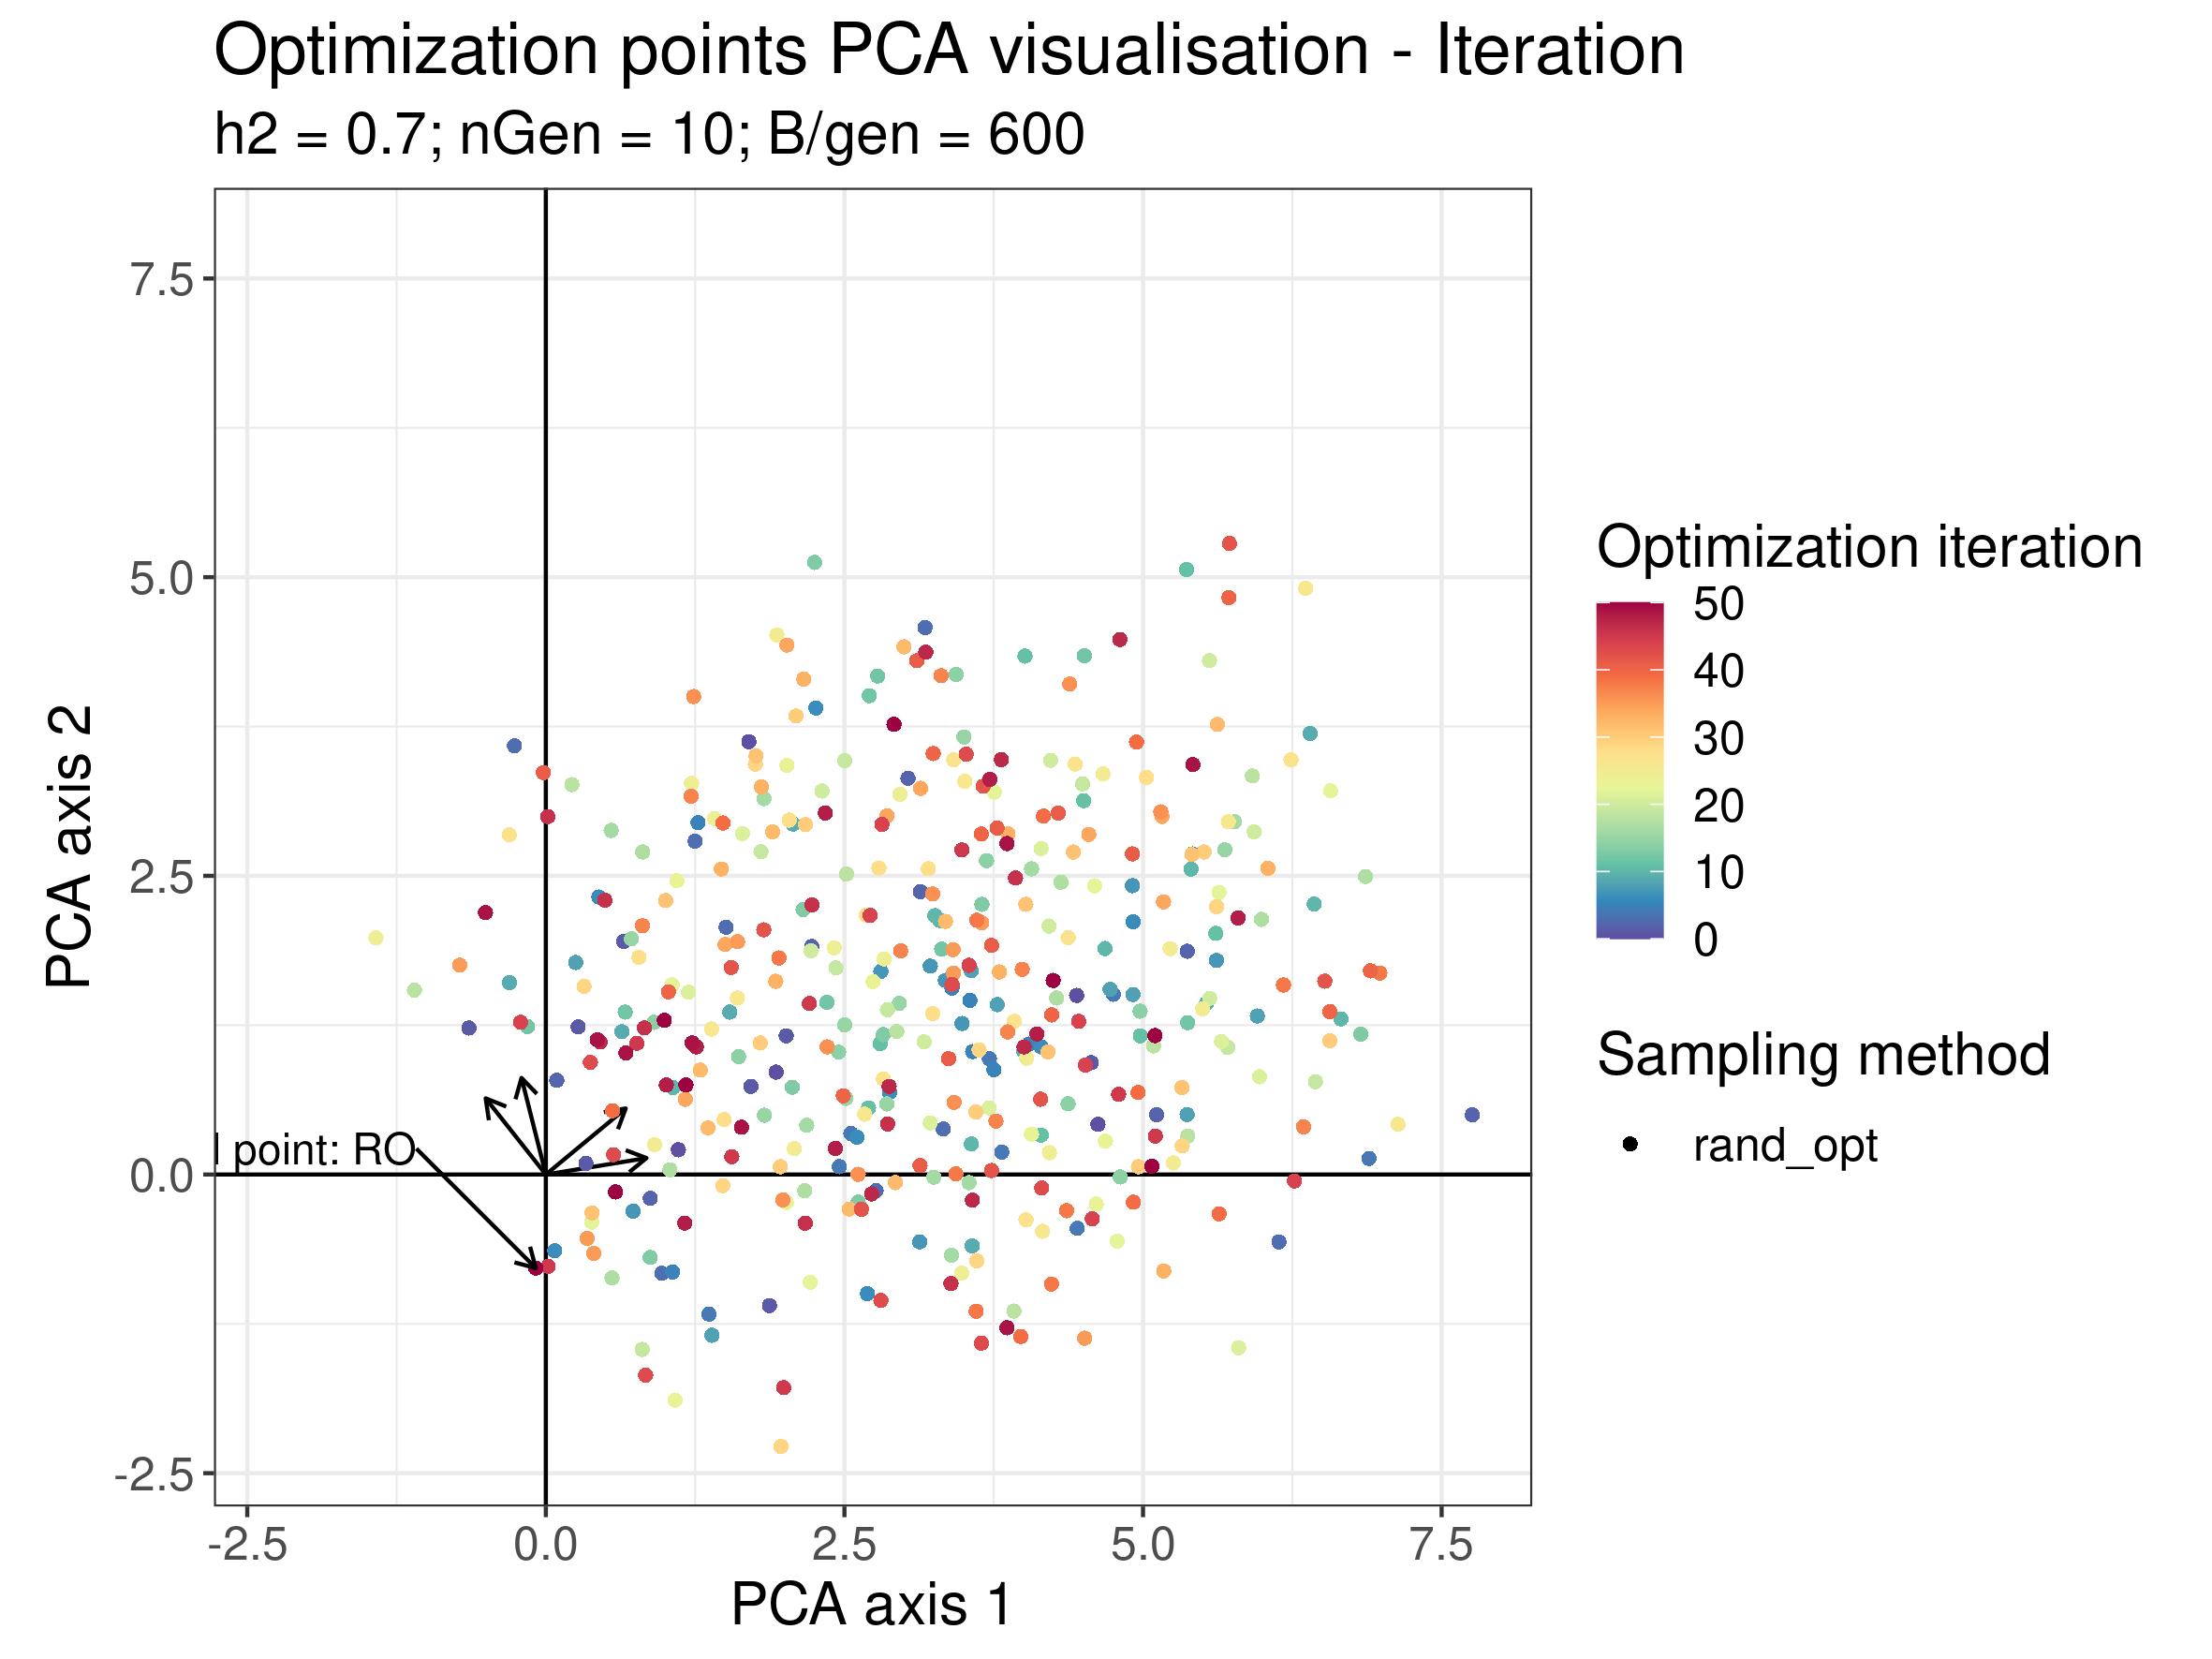 Optimization points PCA visualisation - Iteration
h2 = 0.7; nGen = 10; B/gen = 600
PCA axis 2
7.5
5.0
2.5
0.0
-2.5
point: RO
-2.5 0.0 2.5 5.0 7.5
PCA axis 1
Optimization iteration
50
40
30
20
10
0
Sampling method
rand_opt